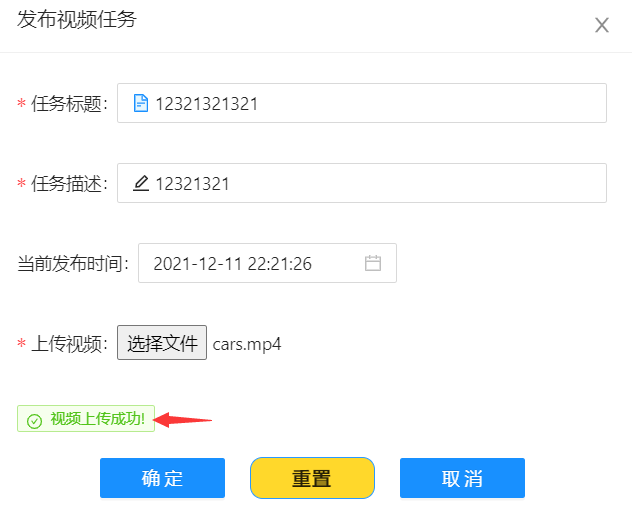 发布视频任务
* 任务标题: 12321321321
* 任务描述: 12321321
当前发布时间: 2021-12-11 22:21:26
* 上传视频: 选择文件 cars.mp4
视频上传成功!
确定 重置 取消